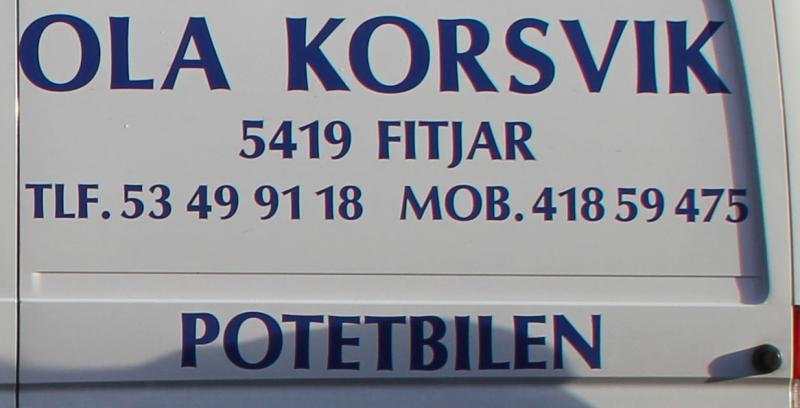 OLA KORSVIK
5419 FITJAR
TLF. 53 49 91 18 MOB. 418 59 475
POTETBILEN